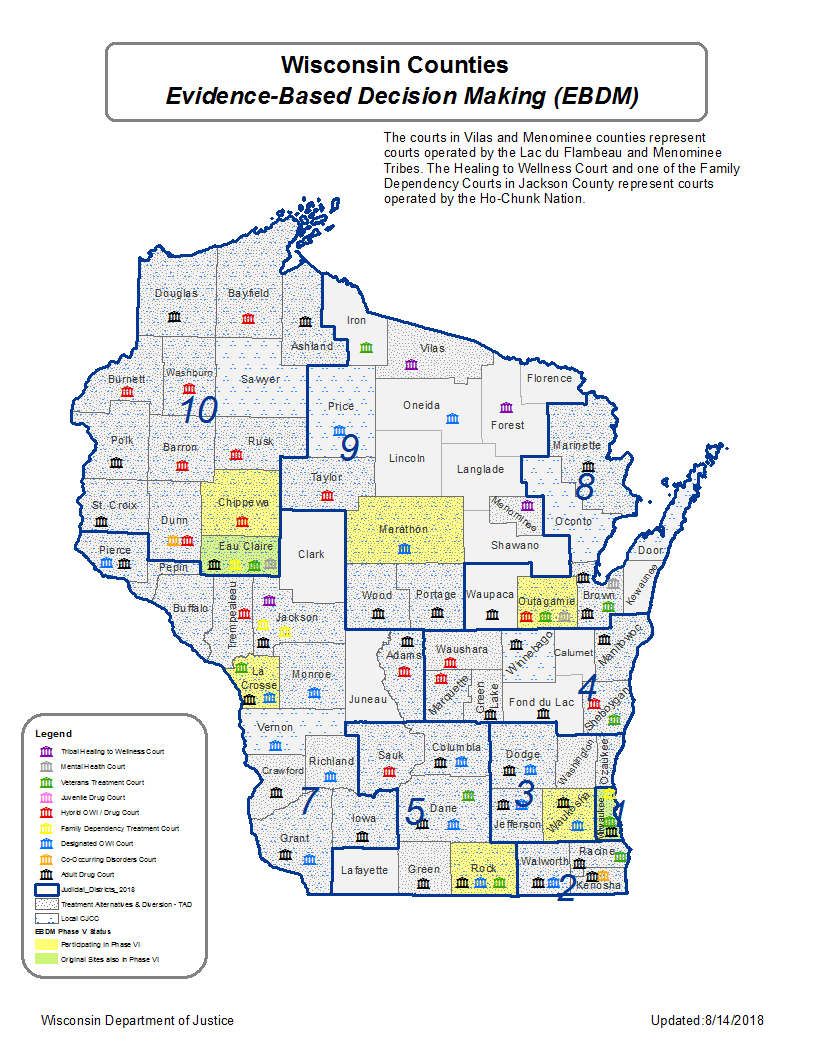 Wisconsin Counties
Evidence-Based Decision Making (EBDM)
The courts in Vilas and Menominee counties represent
courts operated by the Lac du Flambeau and Menominee
Tribes. The Healing to Wellness Court and one of the Family
Dependency Courts in Jackson County represent courts
operated by the Ho-Chunk Nation.
Douglas
Bayfield
Iron
Ashland
Vilas
Burnett
Washburn
Sawyer
Florence
Price
Oneida
10
Forest
Polk
Barron
Rusk
9
Marinette
Lincoln
Langlade
Taylor
8
St. Croix
Chippewa
Dunn
Menominee
Oconto
Marathon
Eau Claire
Shawano
Pierce
Clark
Door
Pepin
Kewaunee
Buffalo
Trempealeau
Jackson
Wood
Portage
Waupaca
Outagamie
Brown
Adams
Waushara
Winnebago
Calumet
Manitowoc
La
Crosse
Monroe
Juneau
Marquette
Green
Lake
Fond du Lac
4
Sheboygan
Vernon
Columbia
Dodge
Washington
Ozaukee
Richland
Sauk
Crawford
7
Iowa
5
Dane
3
Jefferson
Waukesha
Milwaukee
1
Grant
Lafayette
Green
Rock
Walworth
Racine
2
Kenosha
Legend
Tribal Healing to Wellness Court
Mental Health Court
Veterans Treatment Court
Juvenile Drug Court
Hybrid OWI / Drug Court
Family Dependency Treatment Court
Designated OWI Court
Co-Occurring Disorders Court
Adult Drug Court
Judicial_Districts_2018
Treatment Alternatives & Diversion - TAD
Local CJCC
EBDM Phase V Status
Participating in Phase VI
Original Sites also in Phase VI
Wisconsin Department of Justice
Updated:8/14/2018